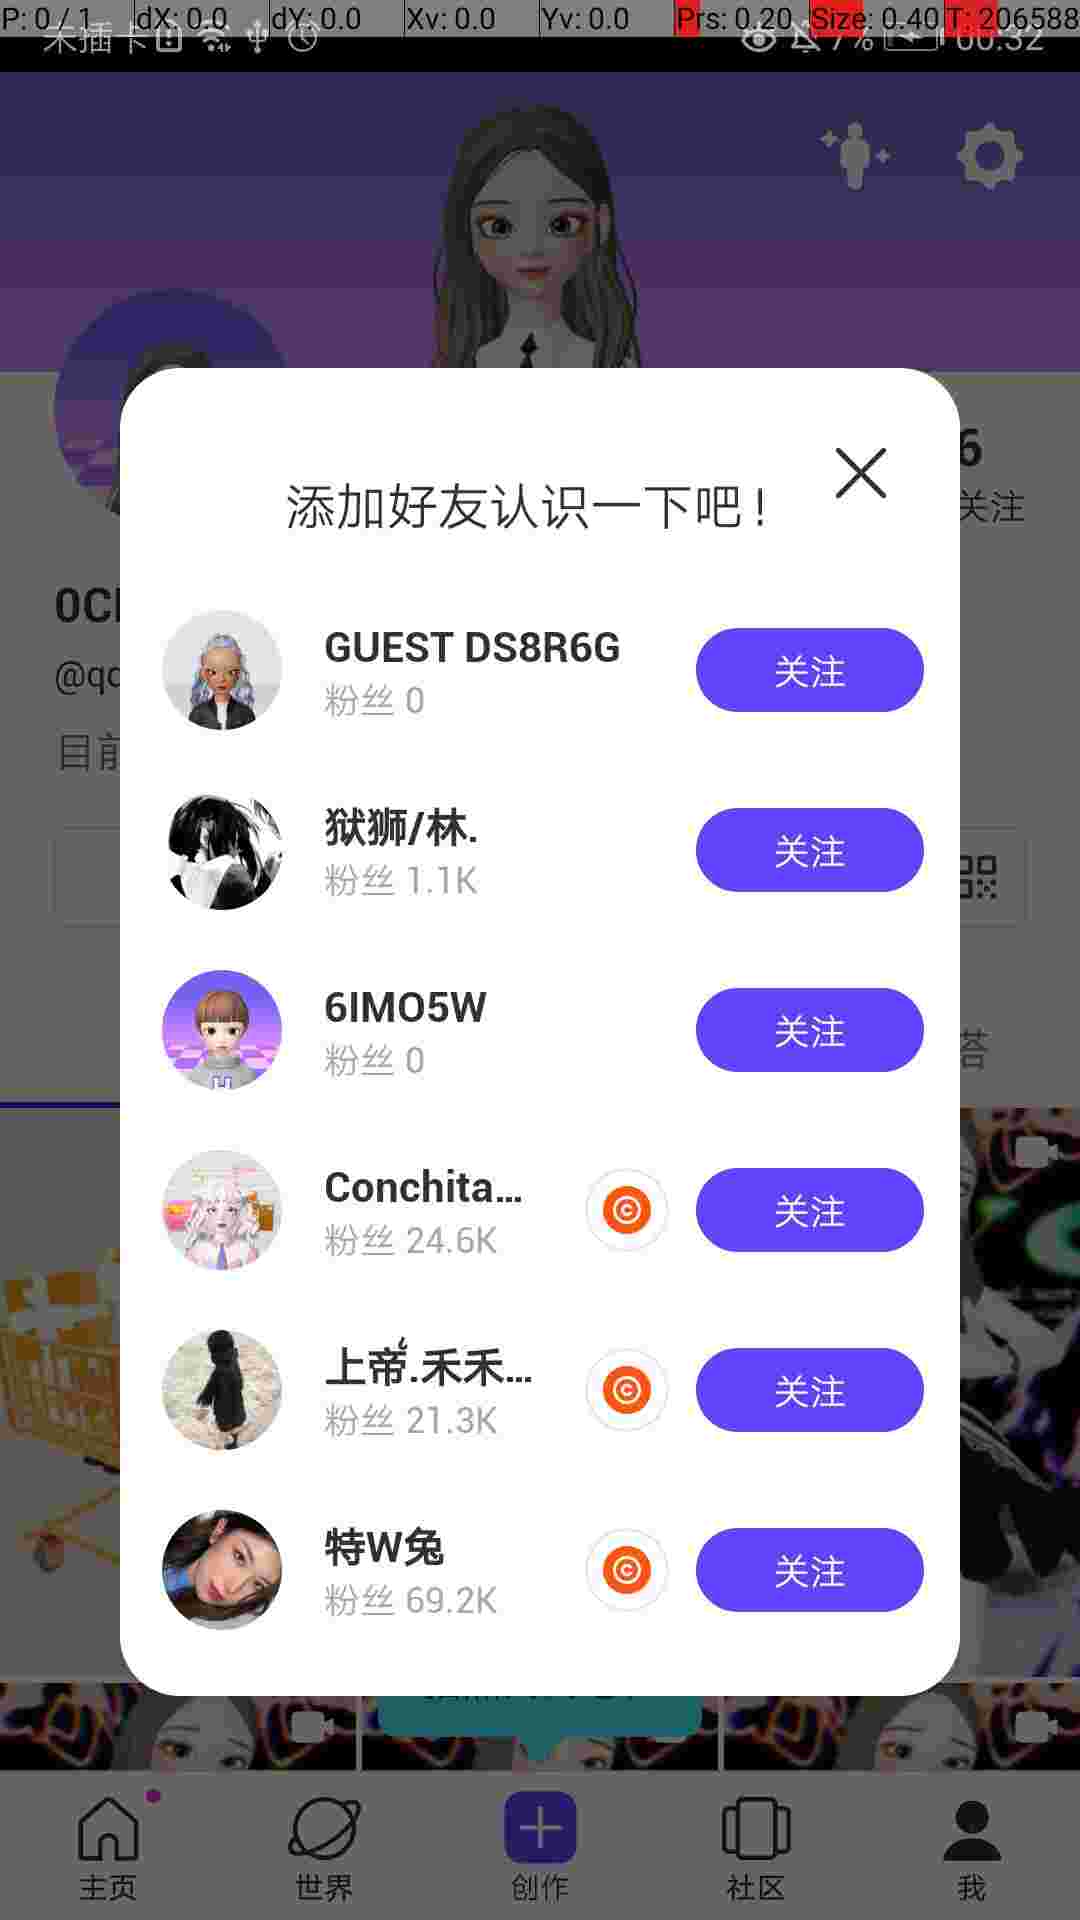 P: 0 / 1 dX: 0.0 dY: 0.0 Xv: 0.0 Yv: 0.0 Prs: 0.20 Size: 0.40 T: 206588
未插卡 7% 00:32
6
关注
添加好友认识一下吧!
GUEST DS8R6G
粉丝 0
关注
狱狮/林.
粉丝 1.1K
关注
6IMO5W
粉丝 0
关注
Conchita...
粉丝 24.6K
关注
上帝.禾禾...
粉丝 21.3K
关注
特W兔
粉丝 69.2K
关注
目前
答
主页
世界
创作
社区
我